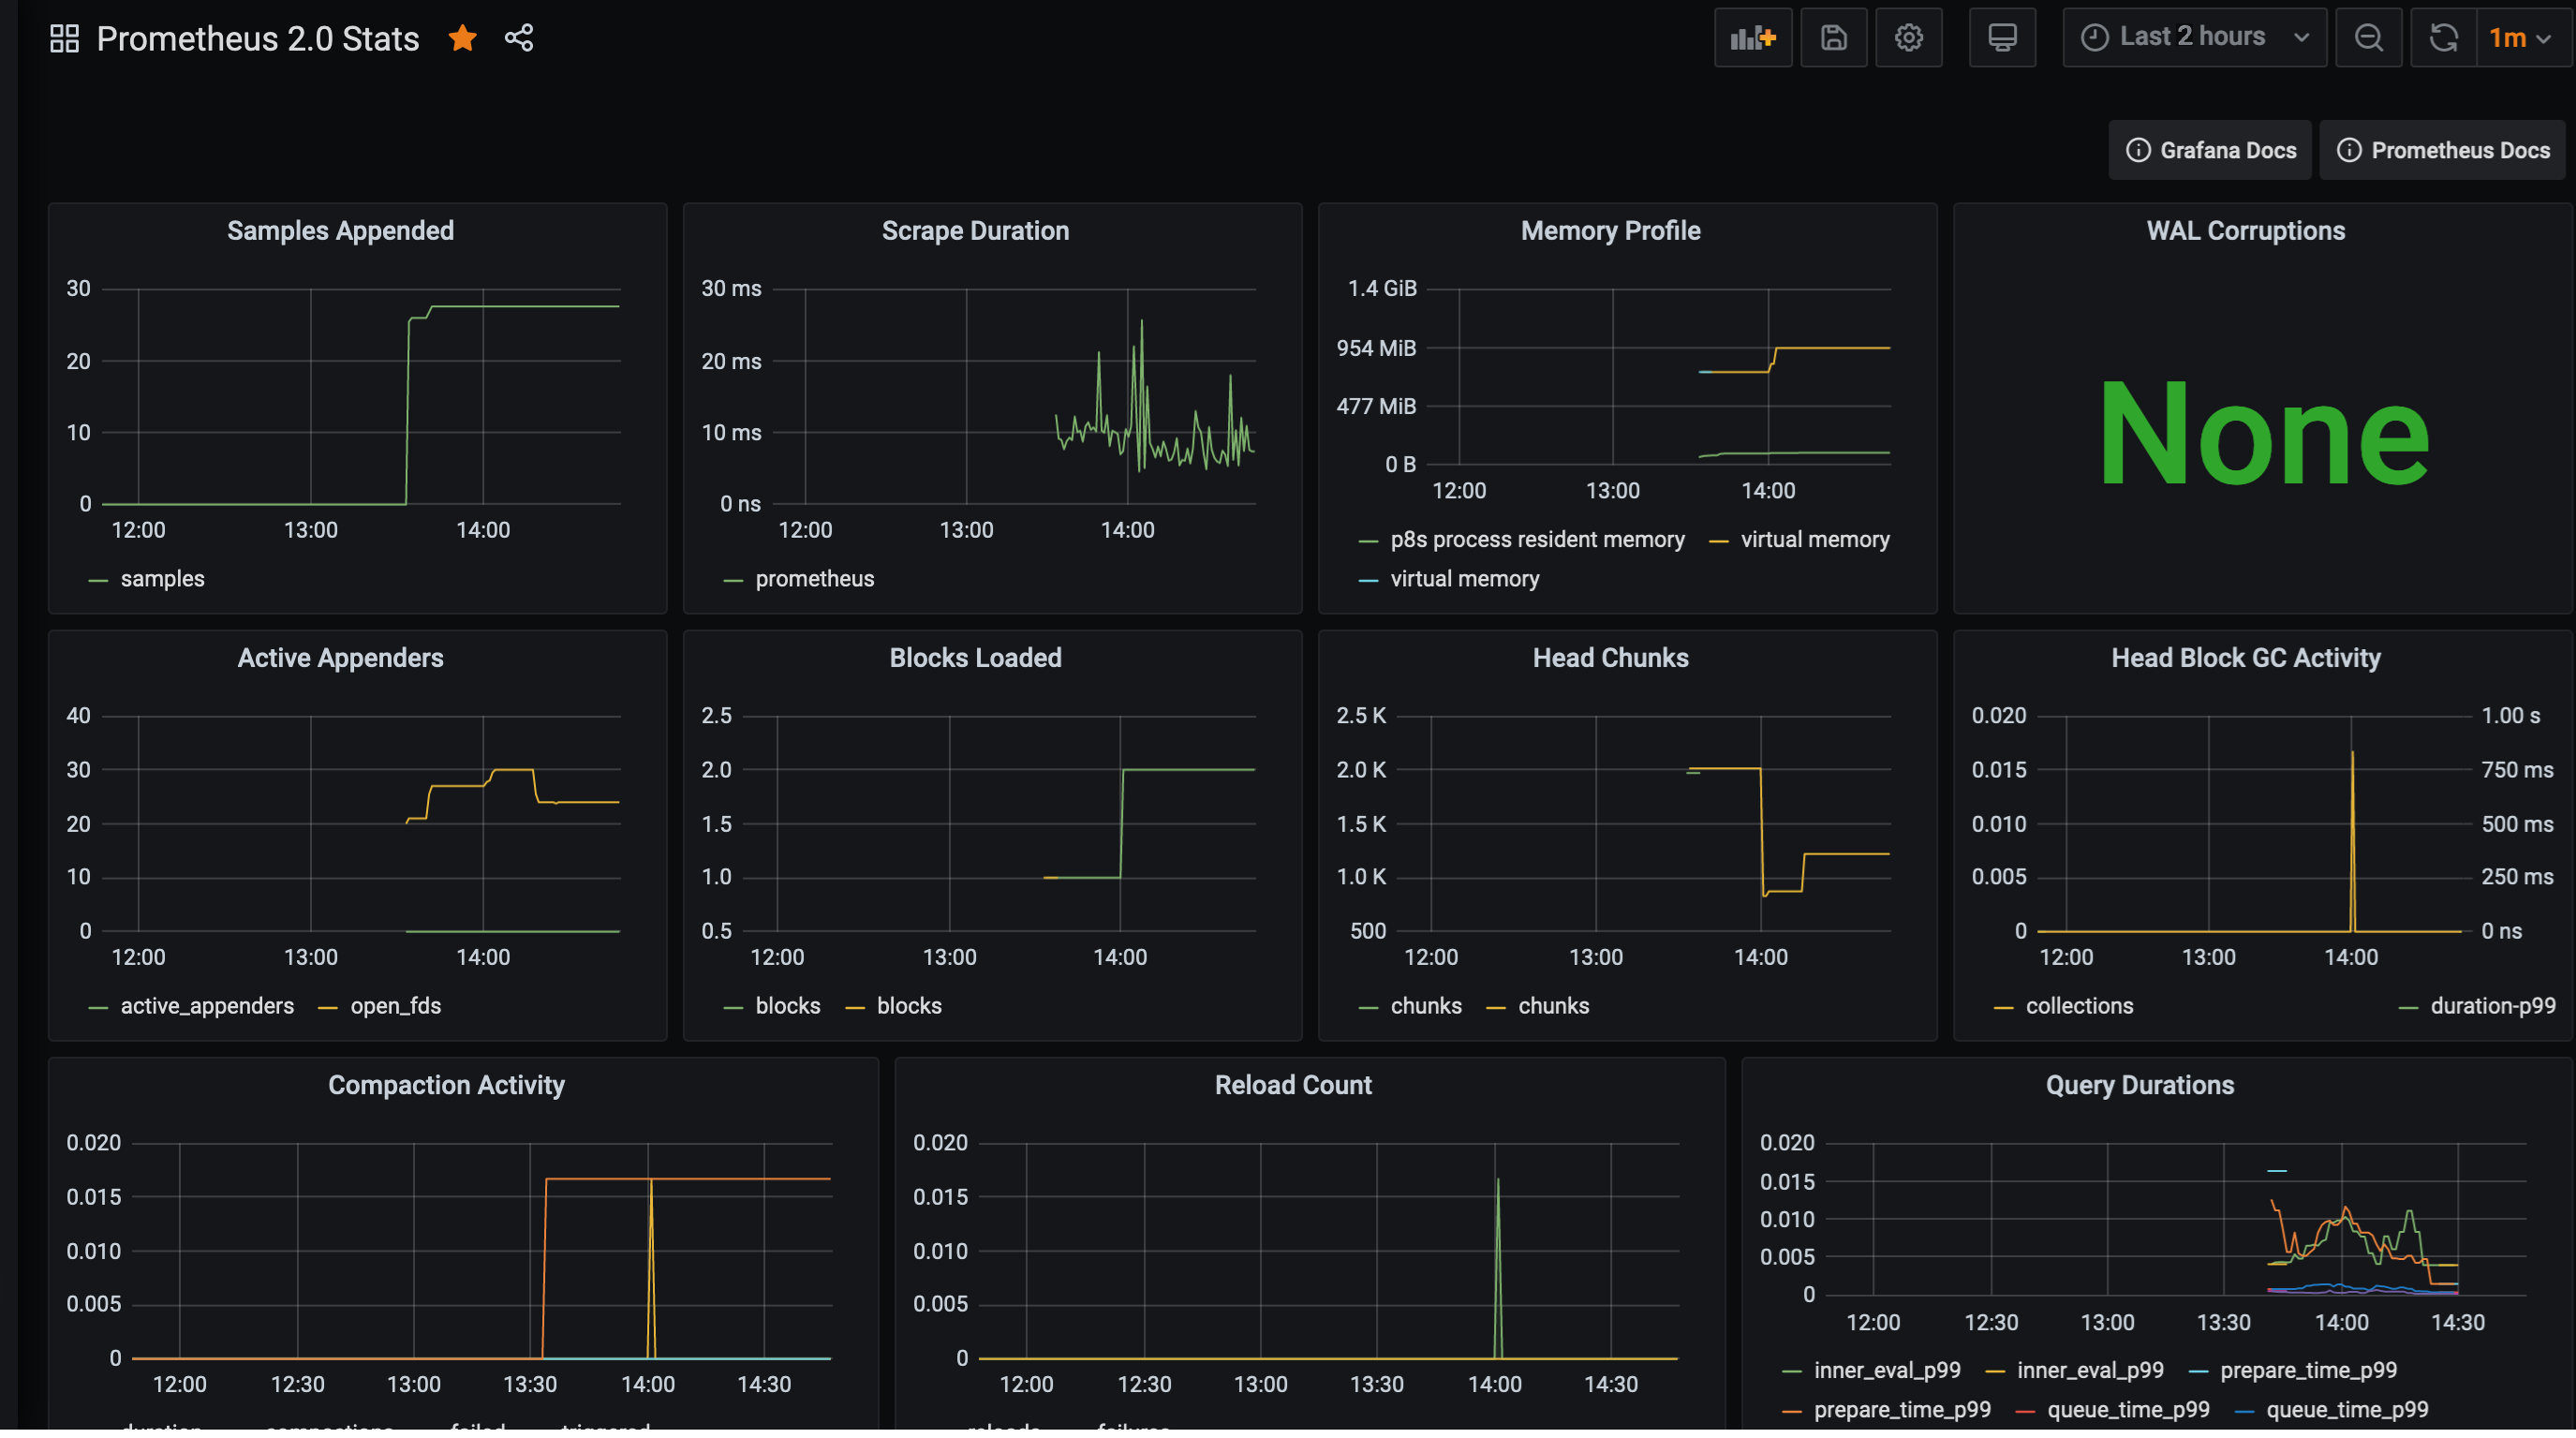 Prometheus 2.0 Stats
Last 2 hours
1m
Grafana Docs
Prometheus Docs
Samples Appended
30
20
10
0
12:00 13:00 14:00
samples
Scrape Duration
30 ms
20 ms
10 ms
0 ns
12:00 13:00 14:00
prometheus
Memory Profile
1.4 GiB
954 MiB
477 MiB
0 B
12:00 13:00 14:00
p8s process resident memory virtual memory
virtual memory
WAL Corruptions
None
Active Appenders
40
30
20
10
0
12:00 13:00 14:00
active_appenders open_fds
Blocks Loaded
2.5
2.0
1.5
1.0
0.5
12:00 13:00 14:00
blocks blocks
Head Chunks
2.5 K
2.0 K
1.5 K
1.0 K
500
12:00 13:00 14:00
chunks chunks
Head Block GC Activity
0.020 1.00 s
0.015 750 ms
0.010 500 ms
0.005 250 ms
0 0 ns
12:00 13:00 14:00
collections duration-p99
Compaction Activity
0.020
0.015
0.010
0.005
0
12:00 12:30 13:00 13:30 14:00 14:30
Reload Count
0.020
0.015
0.010
0.005
0
12:00 12:30 13:00 13:30 14:00 14:30
Query Durations
0.020
0.015
0.010
0.005
0
12:00 12:30 13:00 13:30 14:00 14:30
inner_eval_p99 inner_eval_p99 prepare_time_p99
prepare_time_p99 queue_time_p99 queue_time_p99